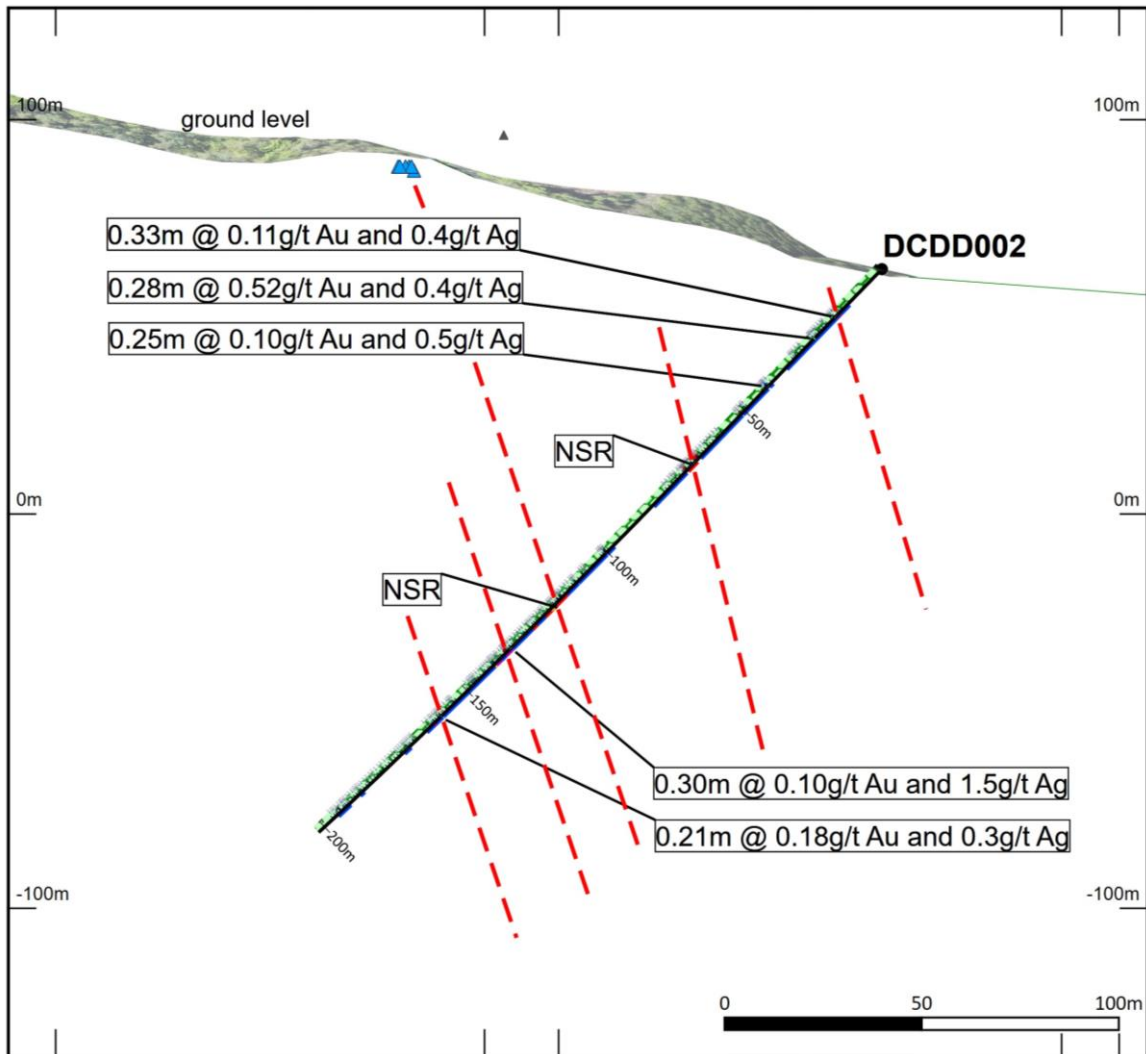 100m
100m
ground level
0.33m @ 0.11g/t Au and 0.4g/t Ag
DCDD002
0.28m @ 0.52g/t Au and 0.4g/t Ag
0.25m @ 0.10g/t Au and 0.5g/t Ag
50m
NSR
0m
0m
100m
NSR
150m
0.30m @ 0.10g/t Au and 1.5g/t Ag
0.21m @ 0.18g/t Au and 0.3g/t Ag
200m
-100m
-100m
0 50 100m